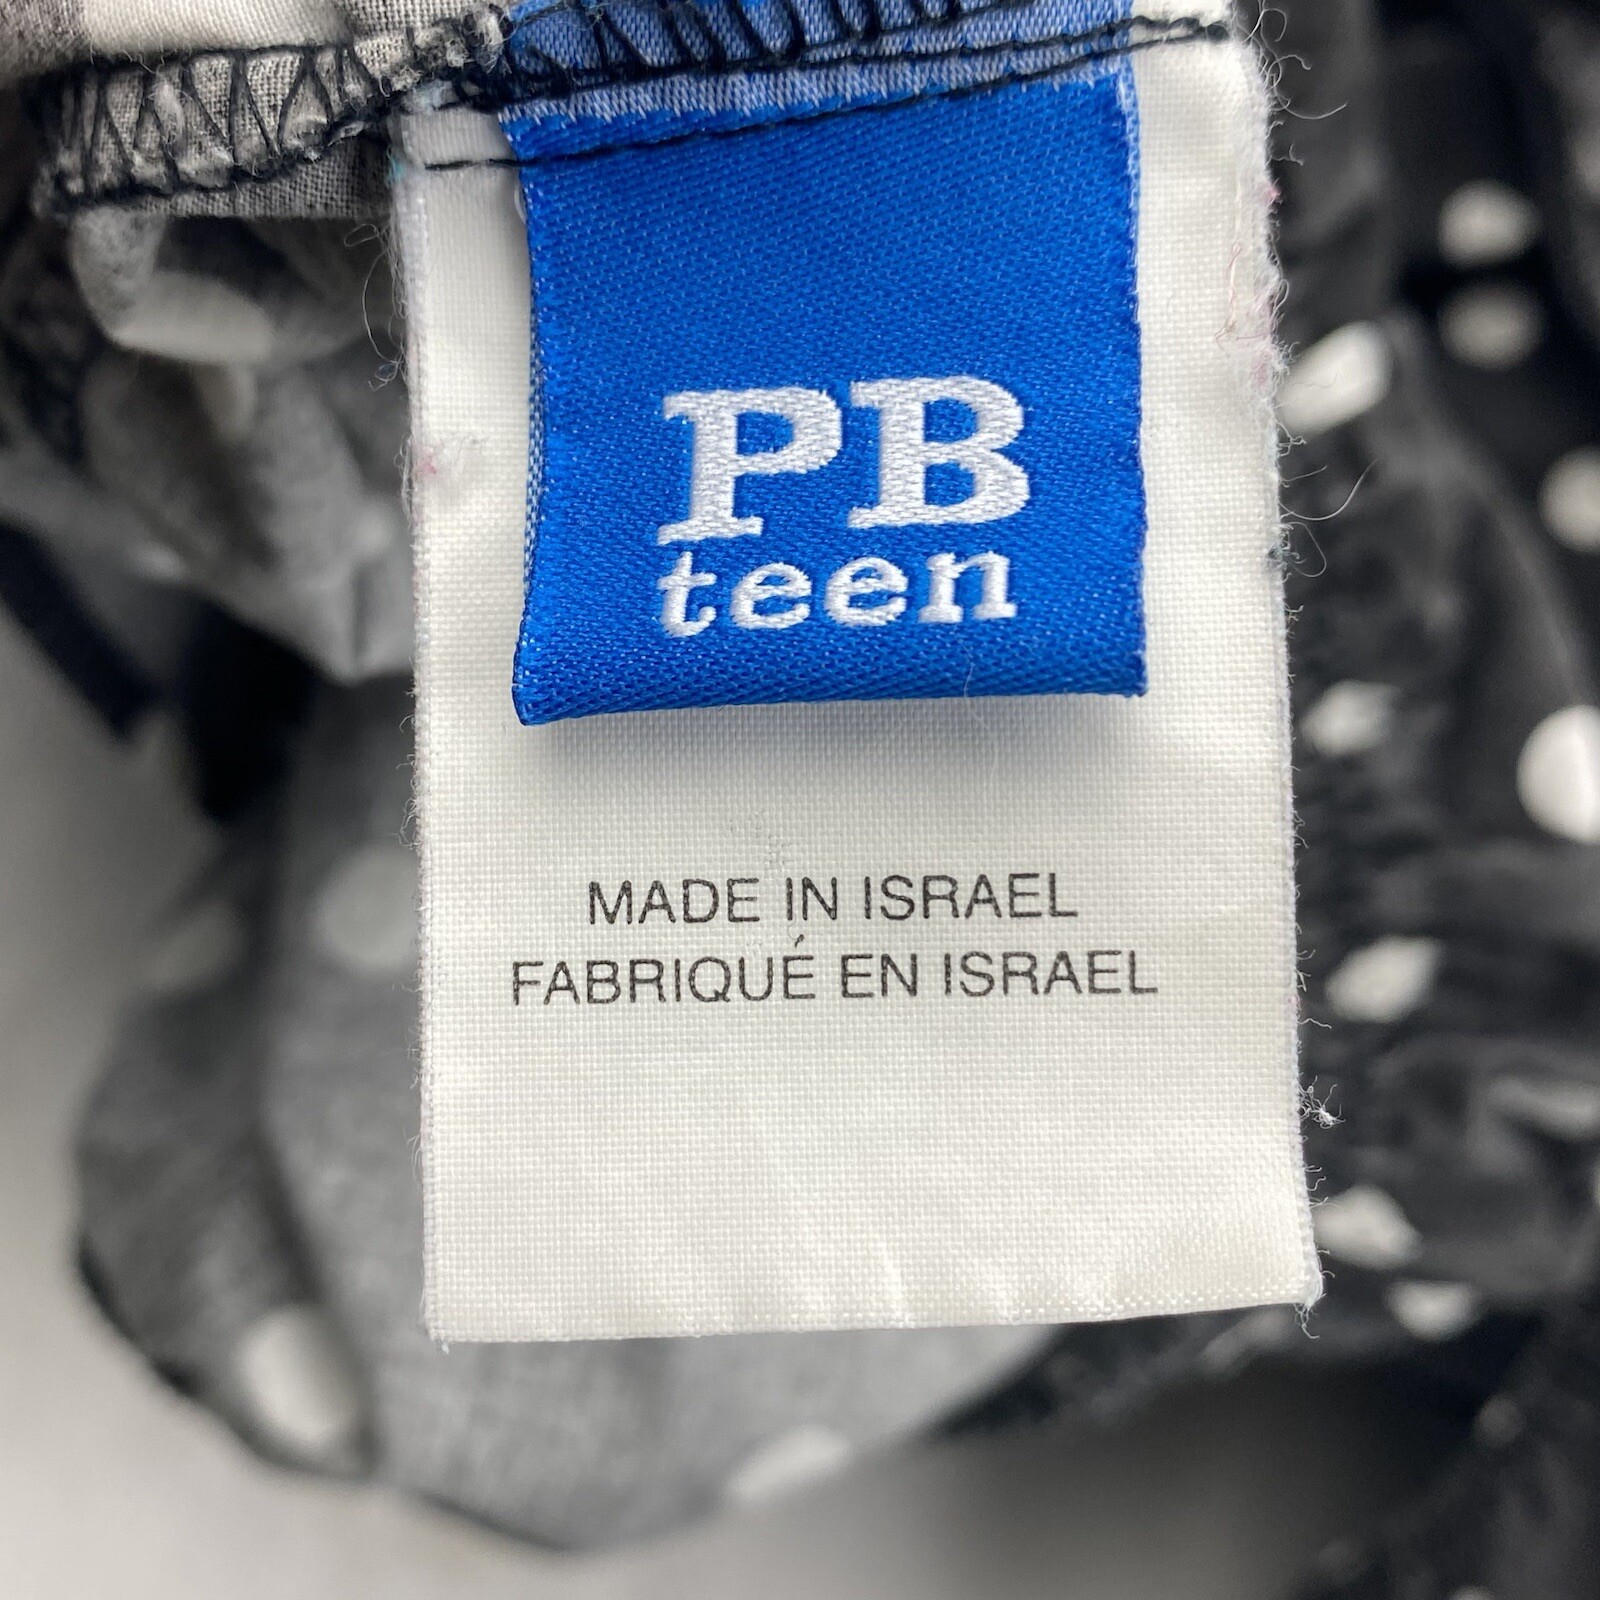 PB
teen
MADE IN ISRAEL
FABRIQUÉ EN ISRAEL